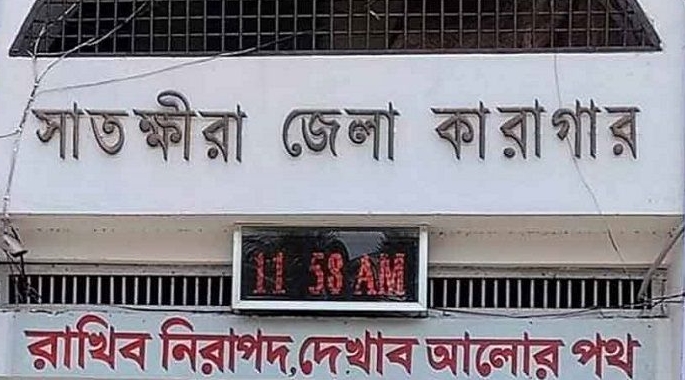 সাতক্ষীরা জেলা কারাগার
11 58 AM
রাখিব নিরাপদ, দেখাব আলোর পথ